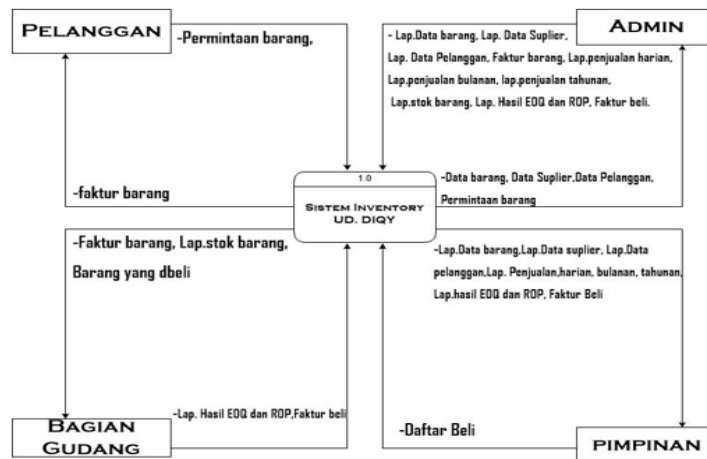 PELANGGAN
-Permintaan barang,
ADMIN
- Lap.Data barang, Lap. Data Suplier,
Lap. Data Pelanggan, Faktur barang, Lap.penjualan harian,
Lap.penjualan bulanan, lap.penjualan tahunan,
Lap.stok barang, Lap. Hasil EOQ dan ROP, Faktur beli.
-faktur barang
1.0
SISTEM INVENTORY
UD. DIQY
-Data barang, Data Suplier,Data Pelanggan,
Permintaan barang
-Faktur barang, Lap.stok barang,
Barang yang dbeli
-Lap.Data barang,Lap.Data suplier, Lap.Data
pelanggan,Lap. Penjualan,harian, bulanan, tahunan,
Lap.hasil EOQ dan ROP, Faktur Beli
BAGIAN
GUDANG
-Lap. Hasil EOQ dan ROP,Faktur beli
-Daftar Beli
PIMPINAN